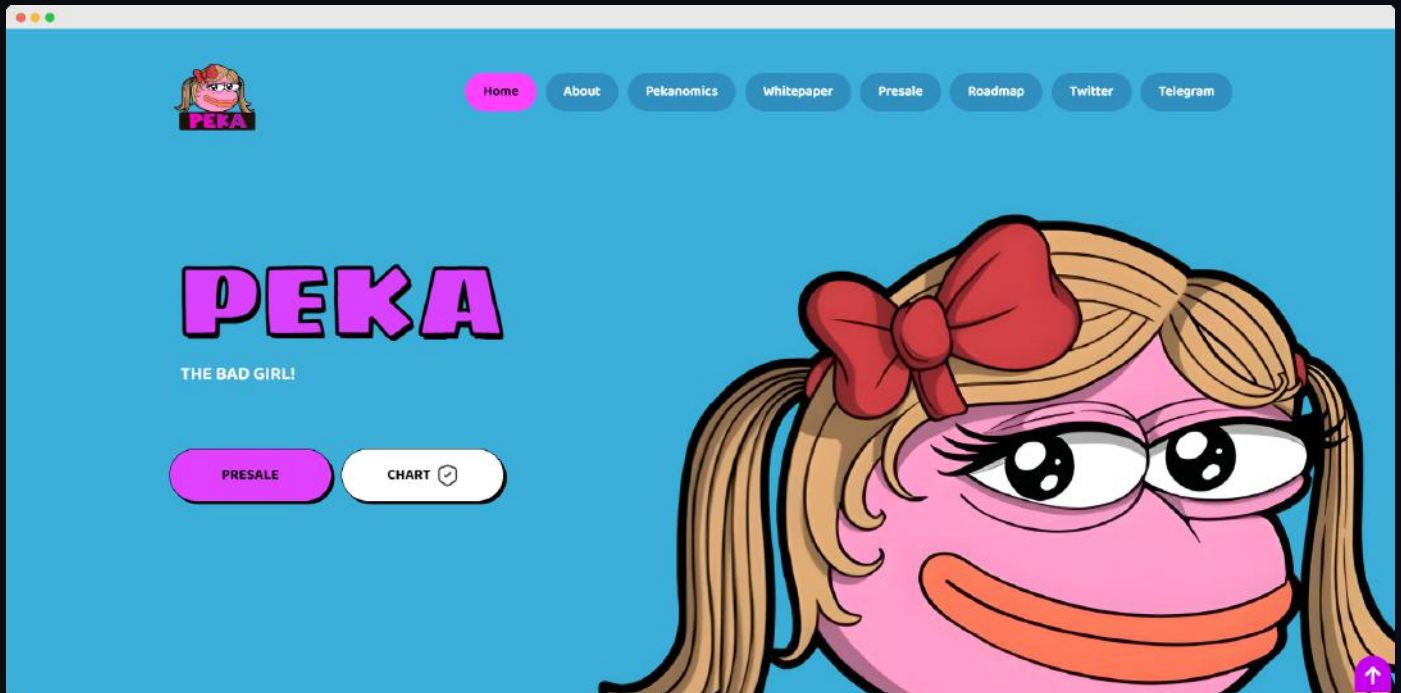 PEKA
Home About Pekanomics Whitepaper Presale Roadmap Twitter Telegram
PEKA
THE BAD GIRL!
PRESALE CHART